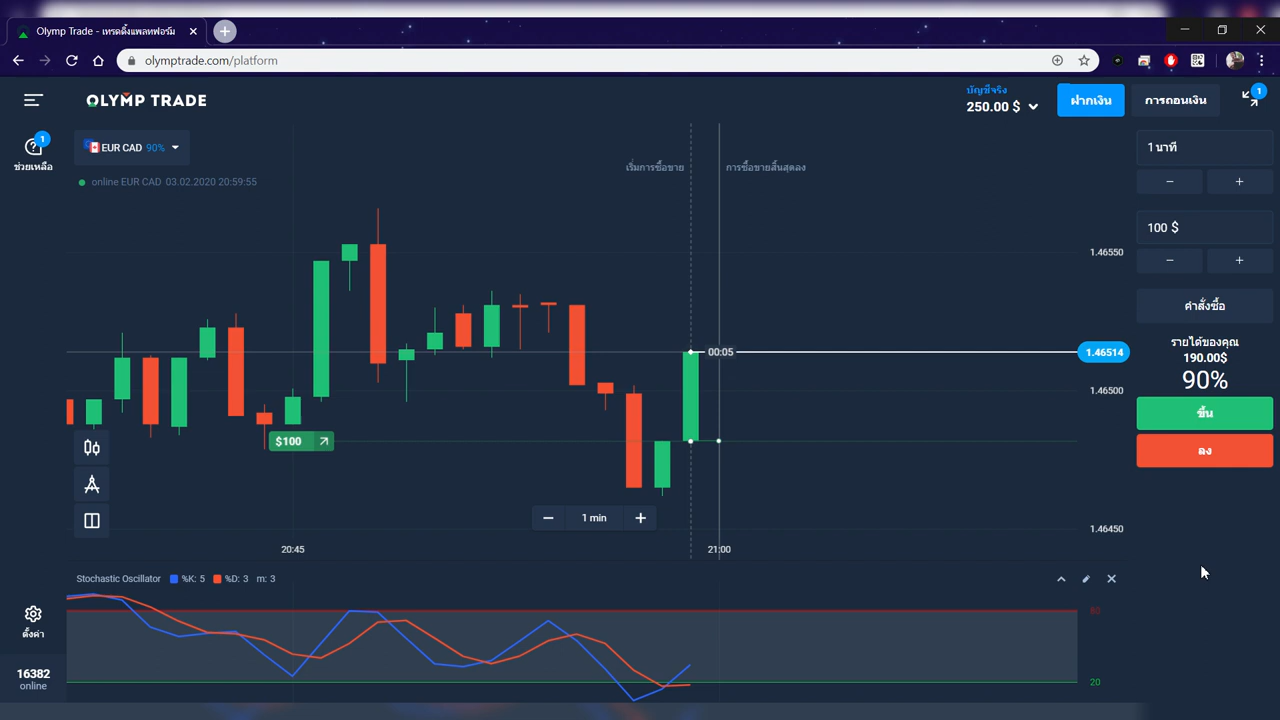 Olymp Trade - เทรดดิ้งแพลทฟอร์ม
olymptrade.com/platform
OLYMP TRADE
บัญชีจริง
250.00 $
ฝากเงิน
การถอนเงิน
1
1
ช่วยเหลือ
EUR CAD 90%
online EUR CAD 03.02.2020 20:59:55
เริ่มการซื้อขาย
การซื้อขายสิ้นสุดลง
1 นาที
100 $
คำสั่งซื้อ
รายได้ของคุณ
190.00$
90%
ขึ้น
ลง
1.46550
00:05
1.46514
1.46500
$100
1.46450
1 min
20:45
21:00
Stochastic Oscillator %K: 5 %D: 3 m: 3
80
20
ตั้งค่า
16382
online